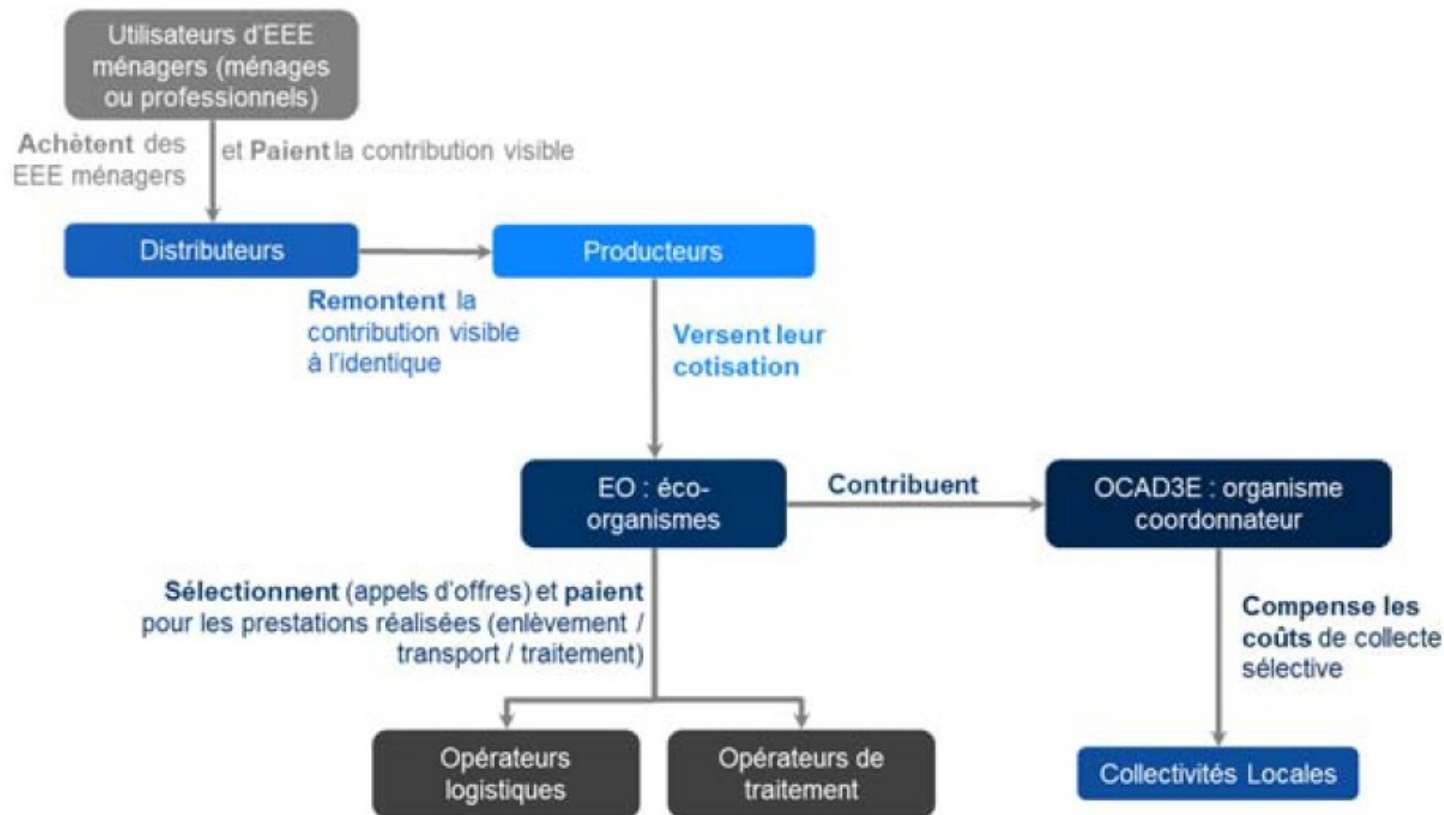 Utilisateurs d'EEE
ménagers (ménages
ou professionnels)
Achètent des
EEE ménagers
et Paient la contribution visible
Distributeurs
Producteurs
Remontent la
contribution visible
à l'identique
Versent leur
cotisation
EO : éco-
organismes
Contribuent
OCAD3E : organisme
coordonnateur
Sélectionnent (appels d'offres) et paient
pour les prestations réalisées (enlèvement /
transport / traitement)
Compense les
coûts de collecte
sélective
Opérateurs
logistiques
Opérateurs de
traitement
Collectivités Locales